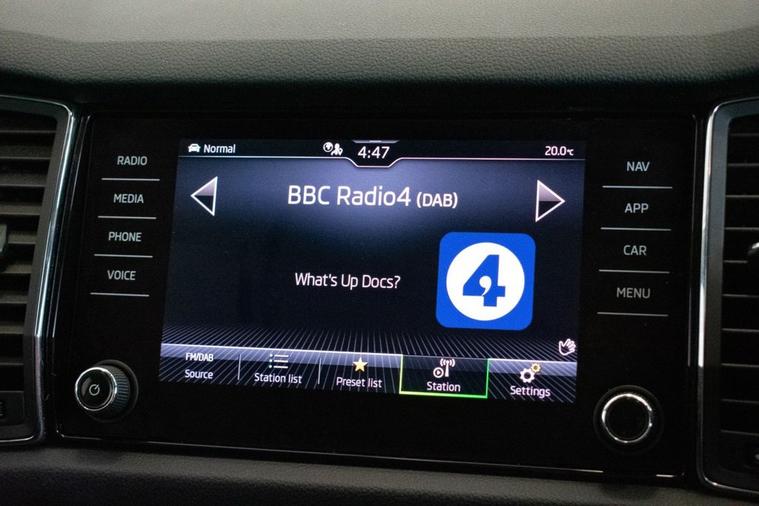 RADIO
MEDIA
PHONE
VOICE
Normal
4:47
20.0°C
BBC Radio4 (DAB)
What's Up Docs?
4
FM/DAB
Source
Station list
Preset list
Station
Settings
NAV
APP
CAR
MENU